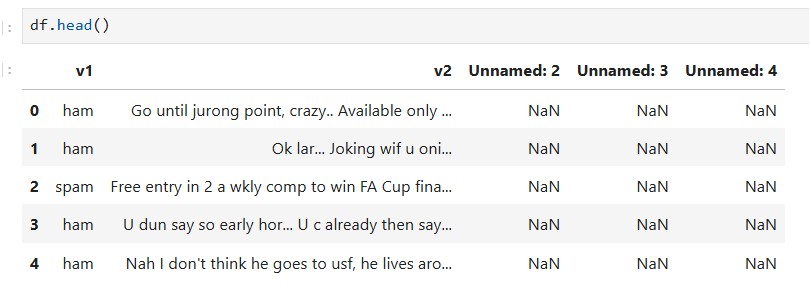 df.head()
v1 v2 Unnamed: 2 Unnamed: 3 Unnamed: 4
0 ham Go until jurong point, crazy.. Available only ... NaN NaN NaN
1 ham Ok lar... Joking wif u oni... NaN NaN NaN
2 spam Free entry in 2 a wkly comp to win FA Cup fina... NaN NaN NaN
3 ham U dun say so early hor... U c already then say... NaN NaN NaN
4 ham Nah I don't think he goes to usf, he lives aro... NaN NaN NaN